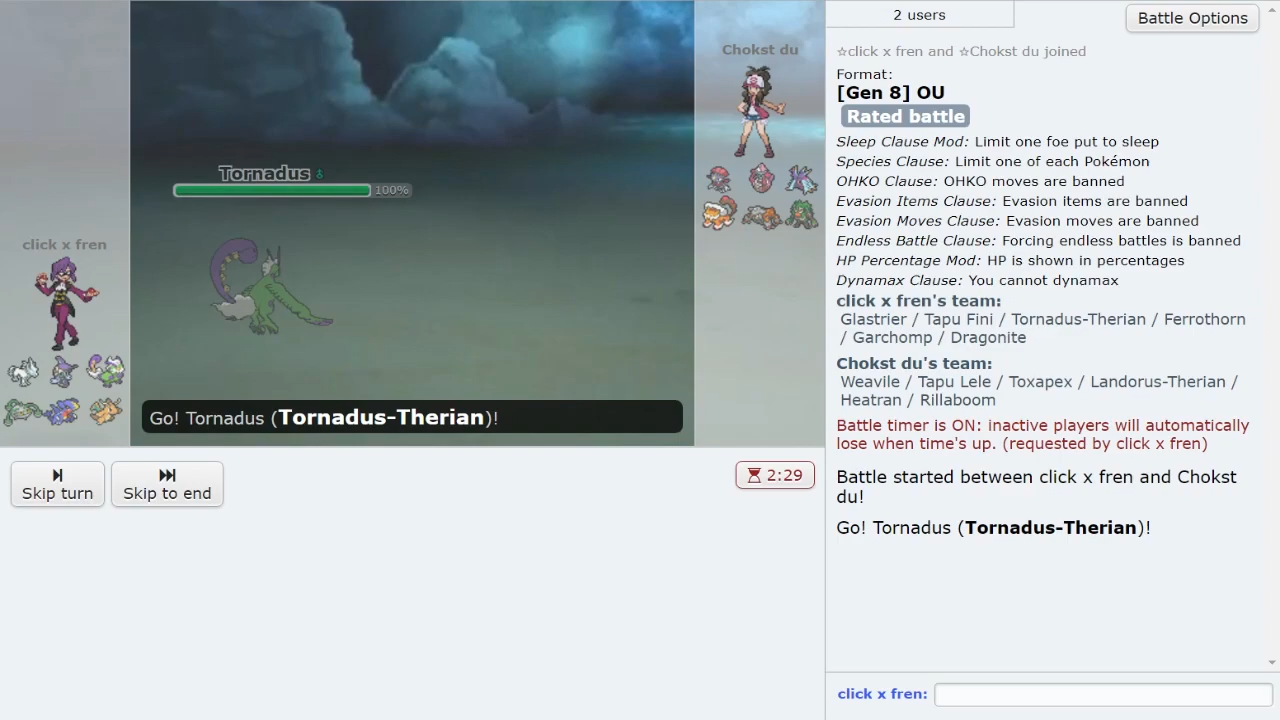 Chokst du
Tornadus ♂
100%
click x fren
Go! Tornadus (Tornadus-Therian)!
Skip turn
Skip to end
2:29
2 users
Battle Options
☆click x fren and ☆Chokst du joined
Format:
[Gen 8] OU
Rated battle
Sleep Clause Mod: Limit one foe put to sleep
Species Clause: Limit one of each Pokémon
OHKO Clause: OHKO moves are banned
Evasion Items Clause: Evasion items are banned
Evasion Moves Clause: Evasion moves are banned
Endless Battle Clause: Forcing endless battles is banned
HP Percentage Mod: HP is shown in percentages
Dynamax Clause: You cannot dynamax
click x fren's team:
Glastrier / Tapu Fini / Tornadus-Therian / Ferrothorn
/ Garchomp / Dragonite
Chokst du's team:
Weavile / Tapu Lele / Toxapex / Landorus-Therian /
Heatran / Rillaboom
Battle timer is ON: inactive players will automatically
lose when time's up. (requested by click x fren)
Battle started between click x fren and Chokst
du!
Go! Tornadus (Tornadus-Therian)!
click x fren: